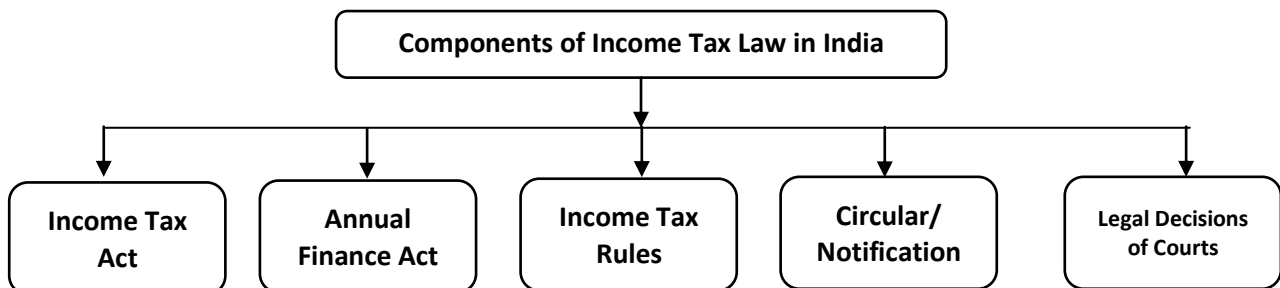 Components of Income Tax Law in India
Income Tax
Act
Annual
Finance Act
Income Tax
Rules
Circular/
Notification
Legal Decisions
of Courts